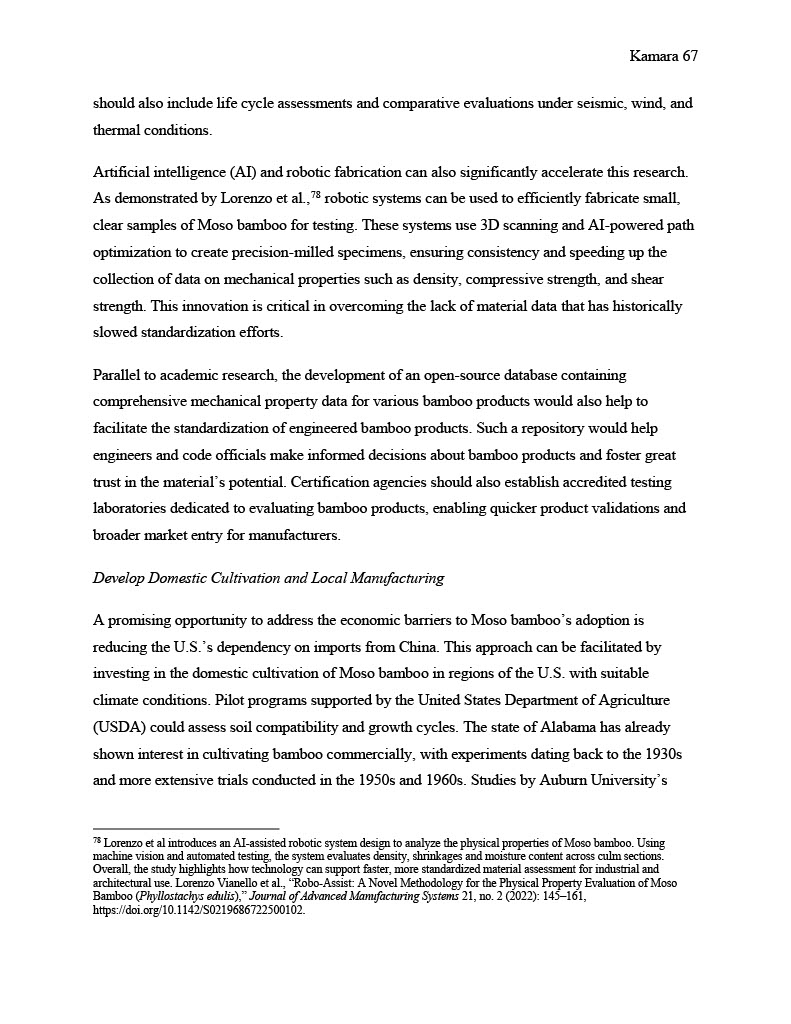 Kamara 67
should also include life cycle assessments and comparative evaluations under seismic, wind, and
thermal conditions.
Artificial intelligence (AI) and robotic fabrication can also significantly accelerate this research.
As demonstrated by Lorenzo et al.,⁷⁸ robotic systems can be used to efficiently fabricate small,
clear samples of Moso bamboo for testing. These systems use 3D scanning and AI-powered path
optimization to create precision-milled specimens, ensuring consistency and speeding up the
collection of data on mechanical properties such as density, compressive strength, and shear
strength. This innovation is critical in overcoming the lack of material data that has historically
slowed standardization efforts.
Parallel to academic research, the development of an open-source database containing
comprehensive mechanical property data for various bamboo products would also help to
facilitate the standardization of engineered bamboo products. Such a repository would help
engineers and code officials make informed decisions about bamboo products and foster great
trust in the material's potential. Certification agencies should also establish accredited testing
laboratories dedicated to evaluating bamboo products, enabling quicker product validations and
broader market entry for manufacturers.
Develop Domestic Cultivation and Local Manufacturing
A promising opportunity to address the economic barriers to Moso bamboo's adoption is
reducing the U.S.'s dependency on imports from China. This approach can be facilitated by
investing in the domestic cultivation of Moso bamboo in regions of the U.S. with suitable
climate conditions. Pilot programs supported by the United States Department of Agriculture
(USDA) could assess soil compatibility and growth cycles. The state of Alabama has already
shown interest in cultivating bamboo commercially, with experiments dating back to the 1930s
and more extensive trials conducted in the 1950s and 1960s. Studies by Auburn University's
⁷⁸ Lorenzo et al introduces an AI-assisted robotic system design to analyze the physical properties of Moso bamboo. Using
machine vision and automated testing, the system evaluates density, shrinkages and moisture content across culm sections.
Overall, the study highlights how technology can support faster, more standardized material assessment for industrial and
architectural use. Lorenzo Vianello et al., "Robo-Assist: A Novel Methodology for the Physical Property Evaluation of Moso
Bamboo (Phyllostachys edulis)," Journal of Advanced Manufacturing Systems 21, no. 2 (2022): 145–161,
https://doi.org/10.1142/S0219686722500102.